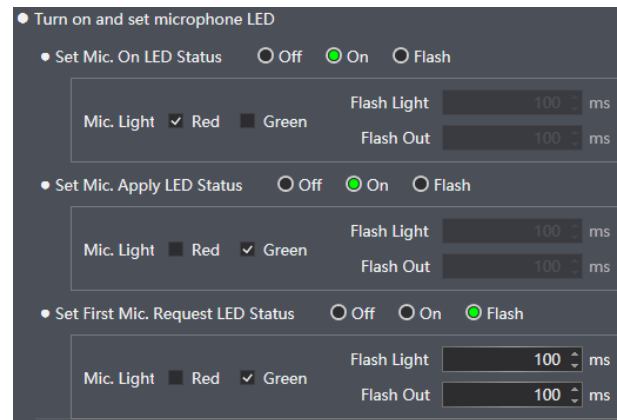 Turn on and set microphone LED
Set Mic. On LED Status Off On Flash
Flash Light 100 ms
Mic. Light Red Green
Flash Out 100 ms
Set Mic. Apply LED Status Off On Flash
Flash Light 100 ms
Mic. Light Red Green
Flash Out 100 ms
Set First Mic. Request LED Status Off On Flash
Flash Light 100 ms
Mic. Light Red Green
Flash Out 100 ms